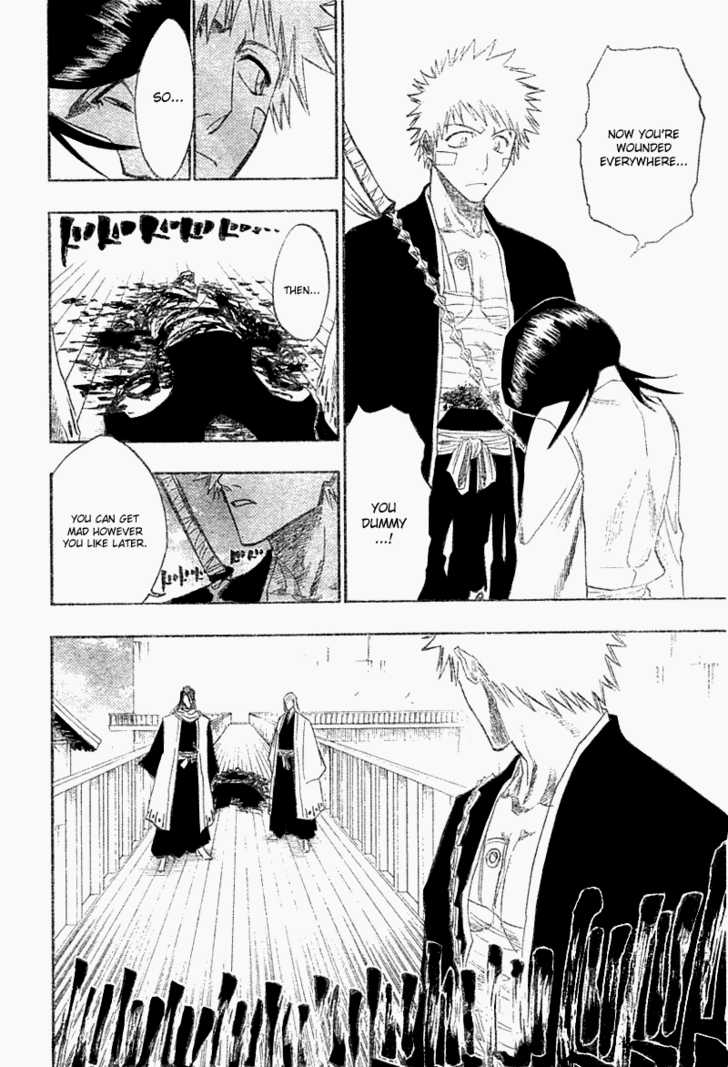 NOW YOU'RE
WOUNDED
EVERYWHERE...
YOU
DUMMY
...!
SO...
THEN...
YOU CAN GET
MAD HOWEVER
YOU LIKE LATER.